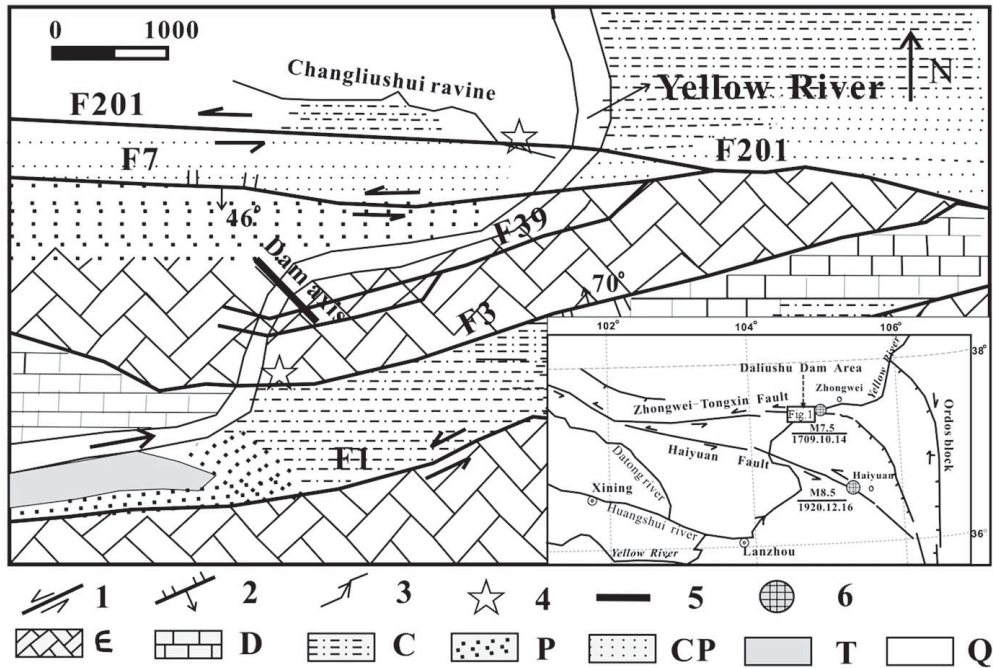 0 1000
Changliushui ravine
Yellow River
N
F201
F7
F201
46°
F39
Dam axis
F3
70°
F1
102° 104° 106°
38°
Daliushu Dam Area
Zhongwei
Yellow River
Zhongwei-Tongxin Fault
Fig.1
M7.5
1709.10.14
Ordos block
Haiyuan Fault
Haiyuan
Datong river
M8.5
1920.12.16
Xining
Huangshui river
36°
Yellow River
Lanzhou
1 2 3 4 5 6
Є D C P CP T Q